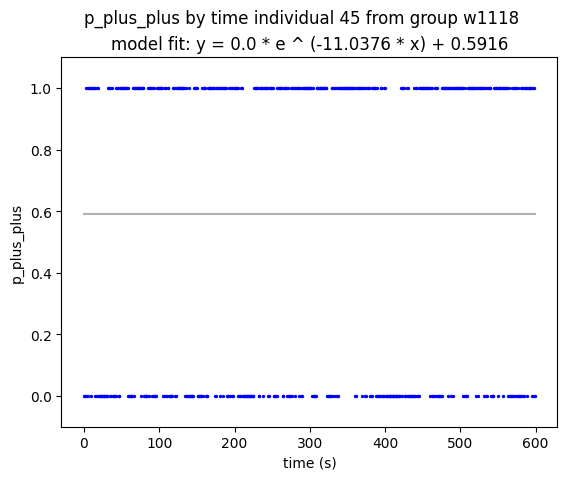 p_plus_plus by time individual 45 from group w1118
model fit: y = 0.0 * e ^ (-11.0376 * x) + 0.5916
1.0
0.8
0.6
0.4
0.2
0.0
p_plus_plus
0 100 200 300 400 500 600
time (s)